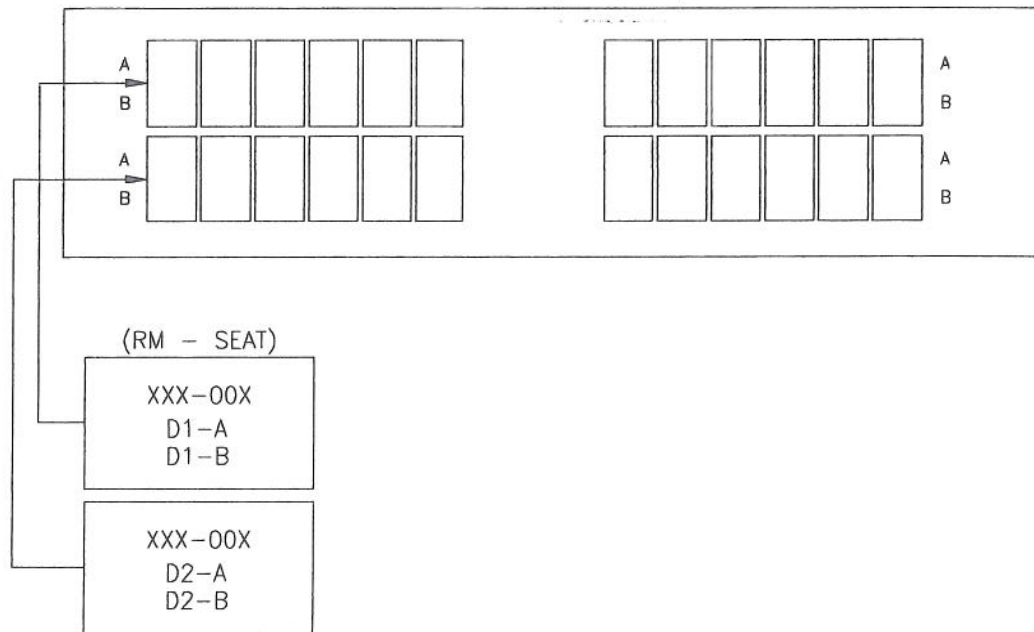 A A
B B
A A
B B
(RM - SEAT)
XXX-00X
D1-A
D1-B
XXX-00X
D2-A
D2-B